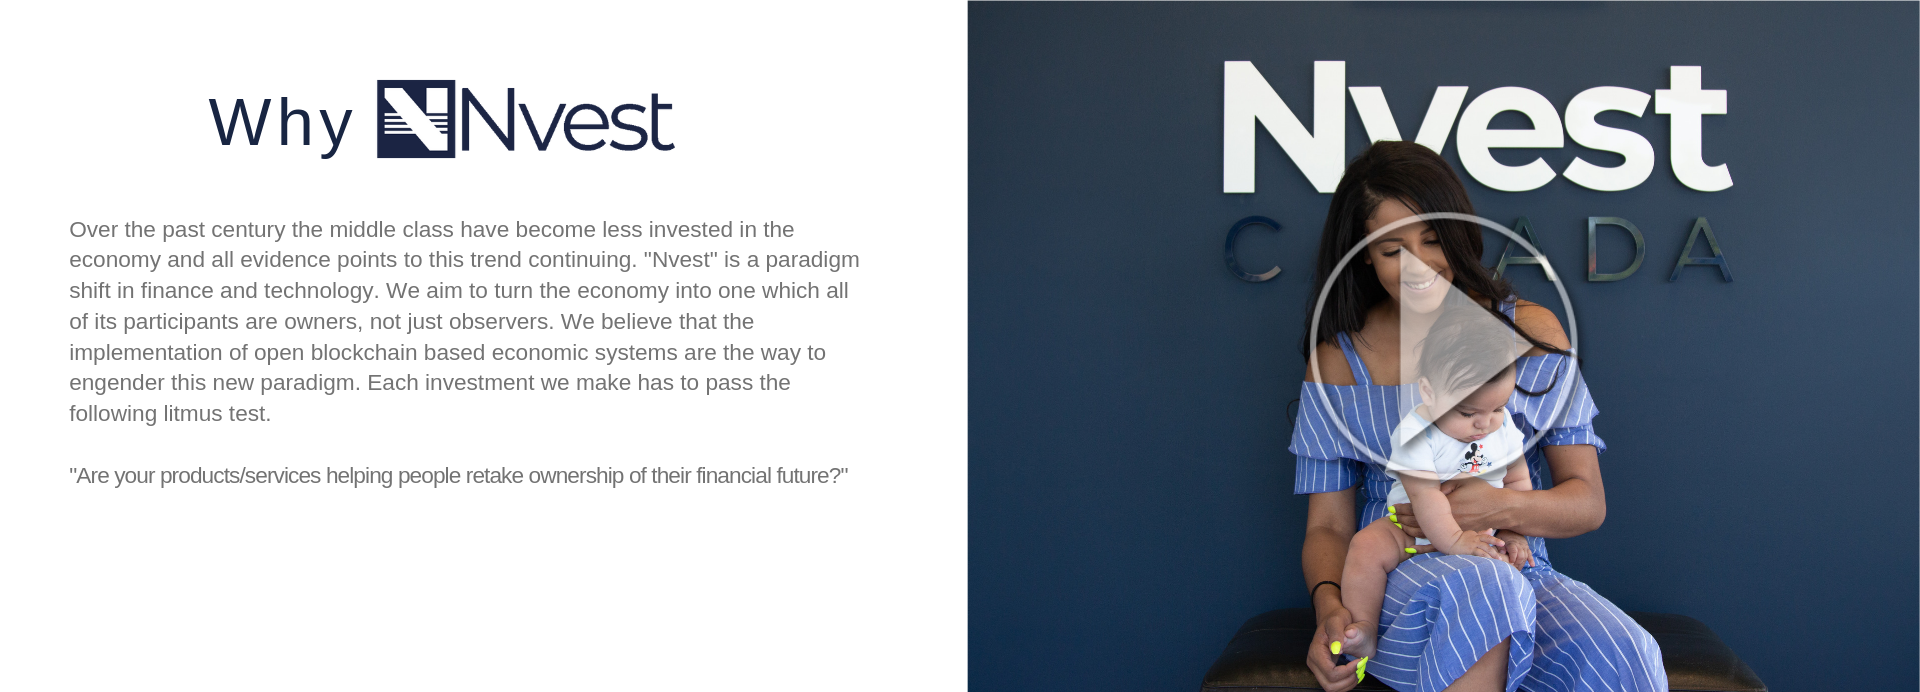 Why Nvest
Over the past century the middle class have become less invested in the
economy and all evidence points to this trend continuing. "Nvest" is a paradigm
shift in finance and technology. We aim to turn the economy into one which all
of its participants are owners, not just observers. We believe that the
implementation of open blockchain based economic systems are the way to
engender this new paradigm. Each investment we make has to pass the
following litmus test.
"Are your products/services helping people retake ownership of their financial future?"
Nvest
C ADA